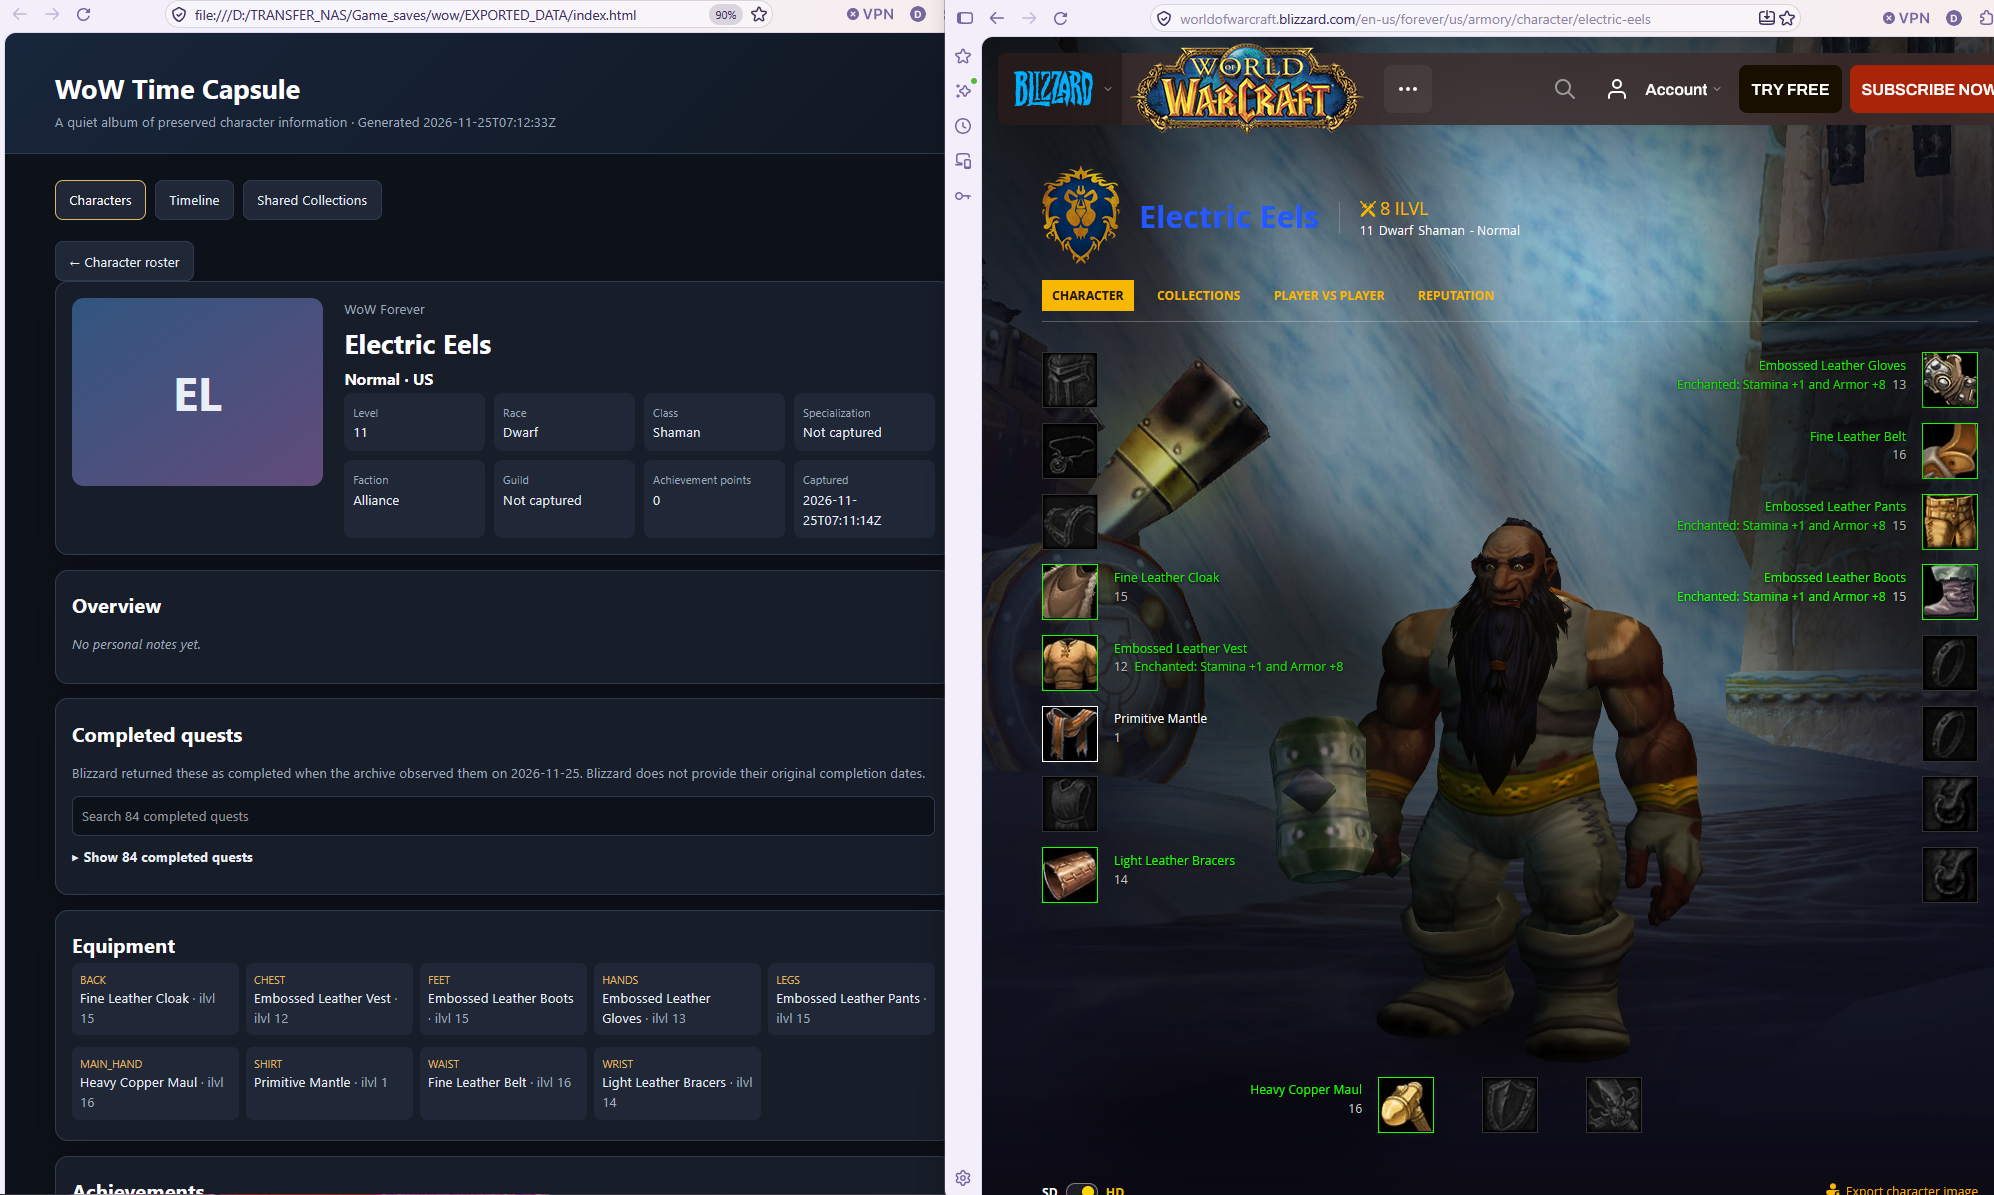 file:///D:/TRANSFER_NAS/Game_saves/wow/EXPORTED_DATA/index.html
90%
VPN
D
WoW Time Capsule
A quiet album of preserved character information · Generated 2026-11-25T07:12:33Z
Characters
Timeline
Shared Collections
← Character roster
EL
WoW Forever
Electric Eels
Normal · US
Level
11
Race
Dwarf
Class
Shaman
Specialization
Not captured
Faction
Alliance
Guild
Not captured
Achievement points
0
Captured
2026-11-
25T07:11:14Z
Overview
No personal notes yet.
Completed quests
Blizzard returned these as completed when the archive observed them on 2026-11-25. Blizzard does not provide their original completion dates.
Search 84 completed quests
▸ Show 84 completed quests
Equipment
BACK
Fine Leather Cloak · ilvl
15
CHEST
Embossed Leather Vest ·
ilvl 12
FEET
Embossed Leather Boots
· ilvl 15
HANDS
Embossed Leather
Gloves · ilvl 13
LEGS
Embossed Leather Pants ·
ilvl 15
MAIN_HAND
Heavy Copper Maul · ilvl
16
SHIRT
Primitive Mantle · ilvl 1
WAIST
Fine Leather Belt · ilvl 16
WRIST
Light Leather Bracers · ilvl
14
Achievements
worldofwarcraft.blizzard.com/en-us/forever/us/armory/character/electric-eels
VPN
D
BLIZZARD
WORLD OF WARCRAFT
Account
TRY FREE
SUBSCRIBE NOW
Electric Eels
8 ILVL
11 Dwarf Shaman - Normal
CHARACTER
COLLECTIONS
PLAYER VS PLAYER
REPUTATION
Embossed Leather Gloves
Enchanted: Stamina +1 and Armor +8 13
Fine Leather Belt
16
Embossed Leather Pants
Enchanted: Stamina +1 and Armor +8 15
Fine Leather Cloak
15
Embossed Leather Boots
Enchanted: Stamina +1 and Armor +8 15
Embossed Leather Vest
12 Enchanted: Stamina +1 and Armor +8
Primitive Mantle
1
Light Leather Bracers
14
Heavy Copper Maul
16
SD
HD
Export character image